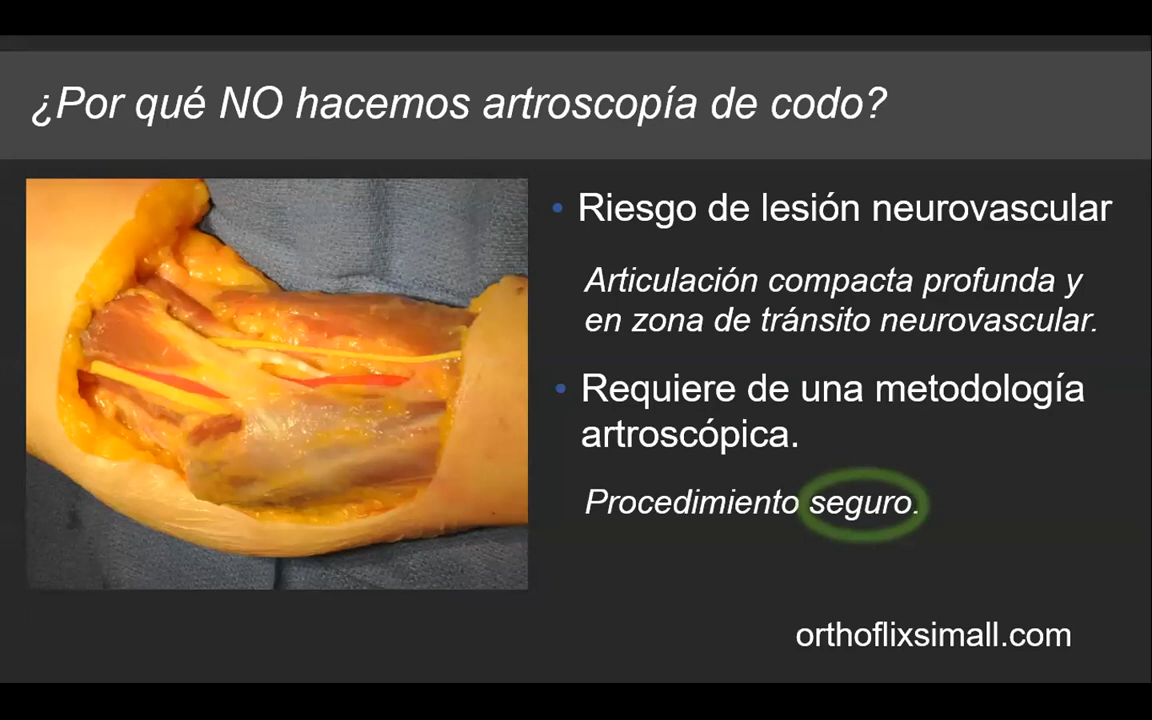 ¿Por qué NO hacemos artroscopía de codo?
• Riesgo de lesión neurovascular
Articulación compacta profunda y
en zona de tránsito neurovascular.
• Requiere de una metodología
artroscópica.
Procedimiento seguro.
orthoflixsimall.com